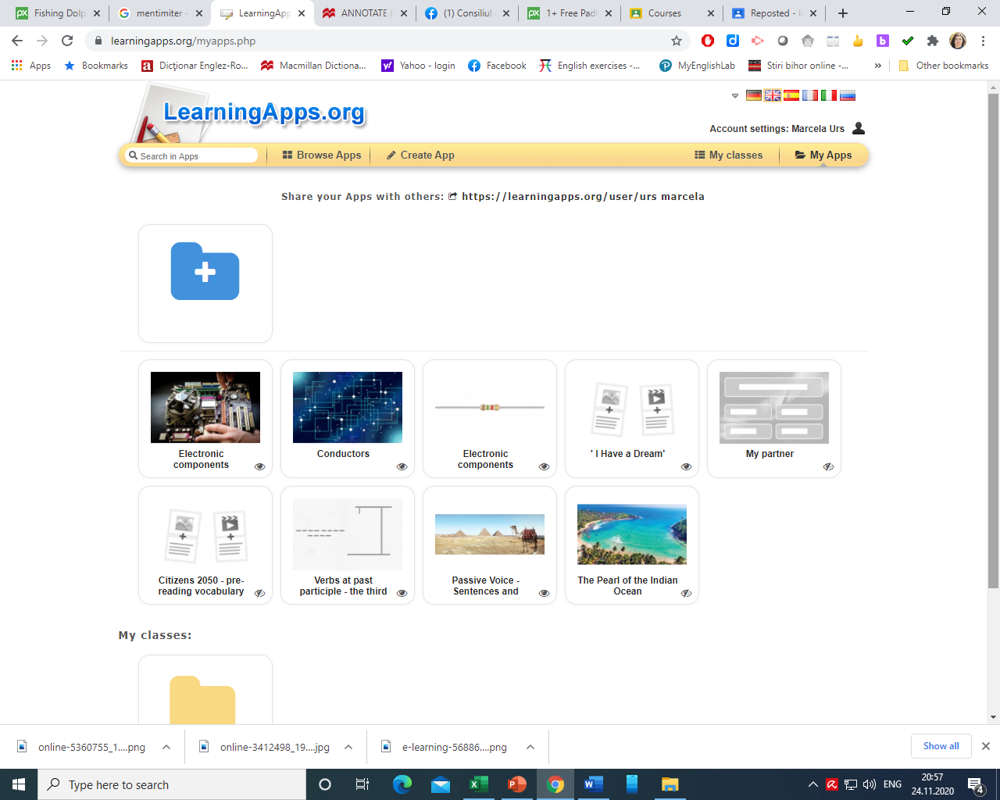 Fishing Dolp
mentimiter -
LearningApp
ANNOTATE (
(1) Consiliul
1+ Free Padl
Courses
Reposted - I
learningapps.org/myapps.php
Apps
Bookmarks
Dicționar Englez-Ro...
Macmillan Dictiona...
Yahoo - login
Facebook
English exercises -...
MyEnglishLab
Stiri bihor online -...
»
Other bookmarks
LearningApps.org
Account settings: Marcela Urs
Search in Apps
Browse Apps
Create App
My classes
My Apps
Share your Apps with others: https://learningapps.org/user/urs marcela
Electronic
components
Conductors
Electronic
components
' I Have a Dream'
My partner
Citizens 2050 - pre-
reading vocabulary
Verbs at past
participle - the third
Passive Voice -
Sentences and
The Pearl of the Indian
Ocean
My classes:
online-5360755_1....png
online-3412498_19....jpg
e-learning-56886....png
Show all
Type here to search
ENG
20:57
24.11.2020
4